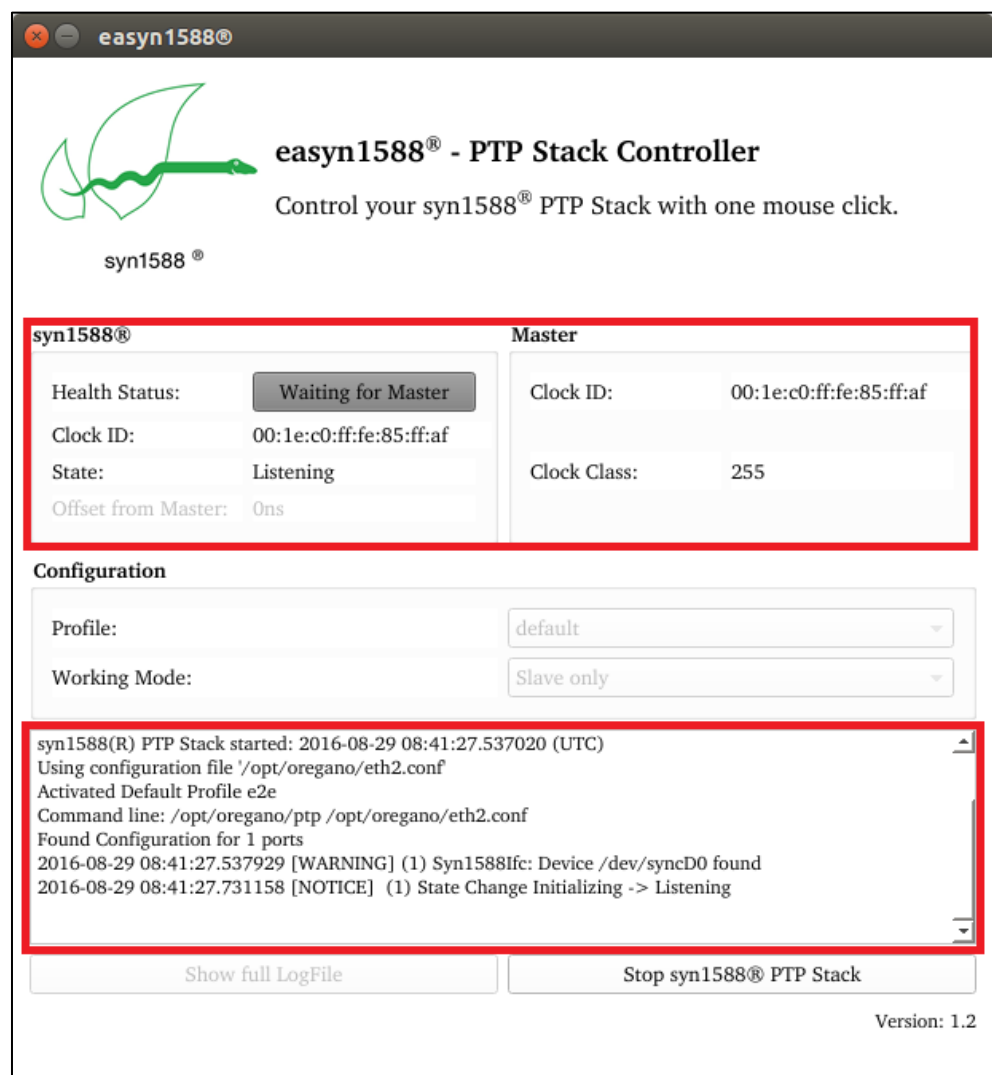 easyn1588®
easyn1588® - PTP Stack Controller
Control your syn1588® PTP Stack with one mouse click.
syn1588 ®
syn1588®
Health Status: Waiting for Master
Clock ID: 00:1e:c0:ff:fe:85:ff:af
State: Listening
Offset from Master: 0ns
Master
Clock ID: 00:1e:c0:ff:fe:85:ff:af
Clock Class: 255
Configuration
Profile: default
Working Mode: Slave only
syn1588(R) PTP Stack started: 2016-08-29 08:41:27.537020 (UTC)
Using configuration file '/opt/oregano/eth2.conf'
Activated Default Profile e2e
Command line: /opt/oregano/ptp /opt/oregano/eth2.conf
Found Configuration for 1 ports
2016-08-29 08:41:27.537929 [WARNING] (1) Syn1588Ifc: Device /dev/syncD0 found
2016-08-29 08:41:27.731158 [NOTICE] (1) State Change Initializing -> Listening
Show full LogFile
Stop syn1588® PTP Stack
Version: 1.2